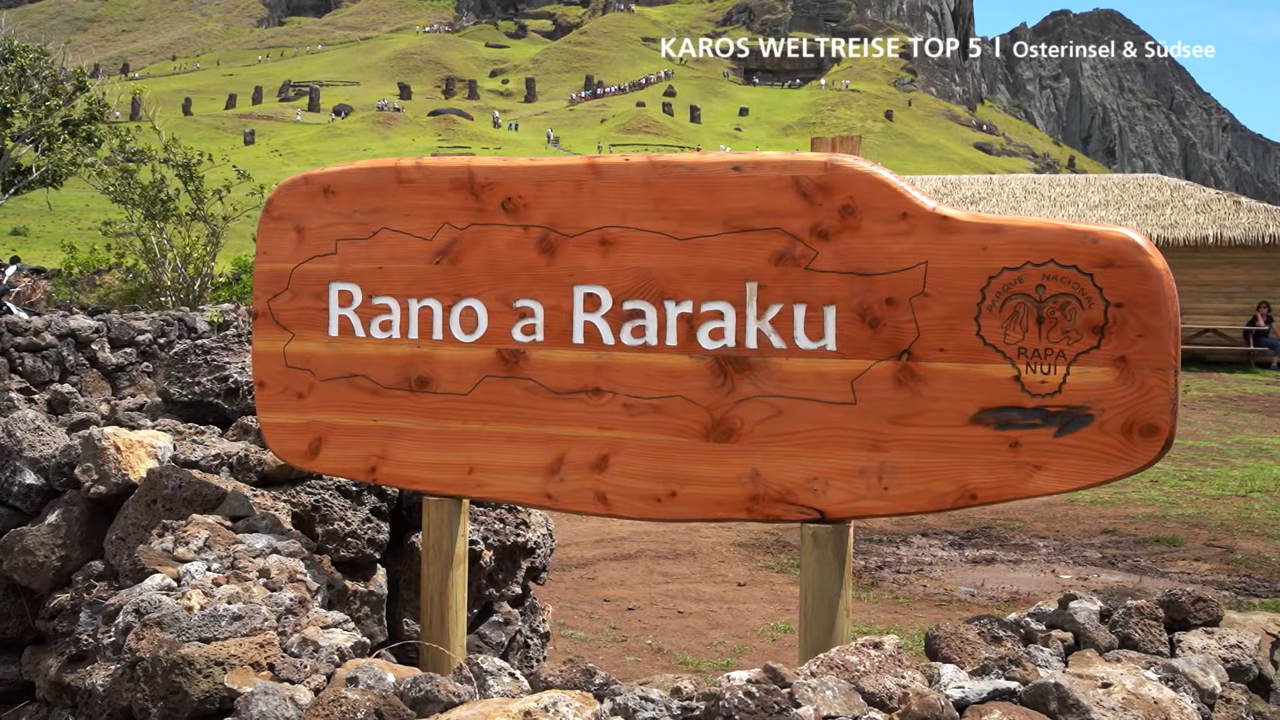 KAROS WELTREISE TOP 5 | Osterinsel & Südsee
Rano a Raraku
PARQUE NACIONAL
RAPA
NUI